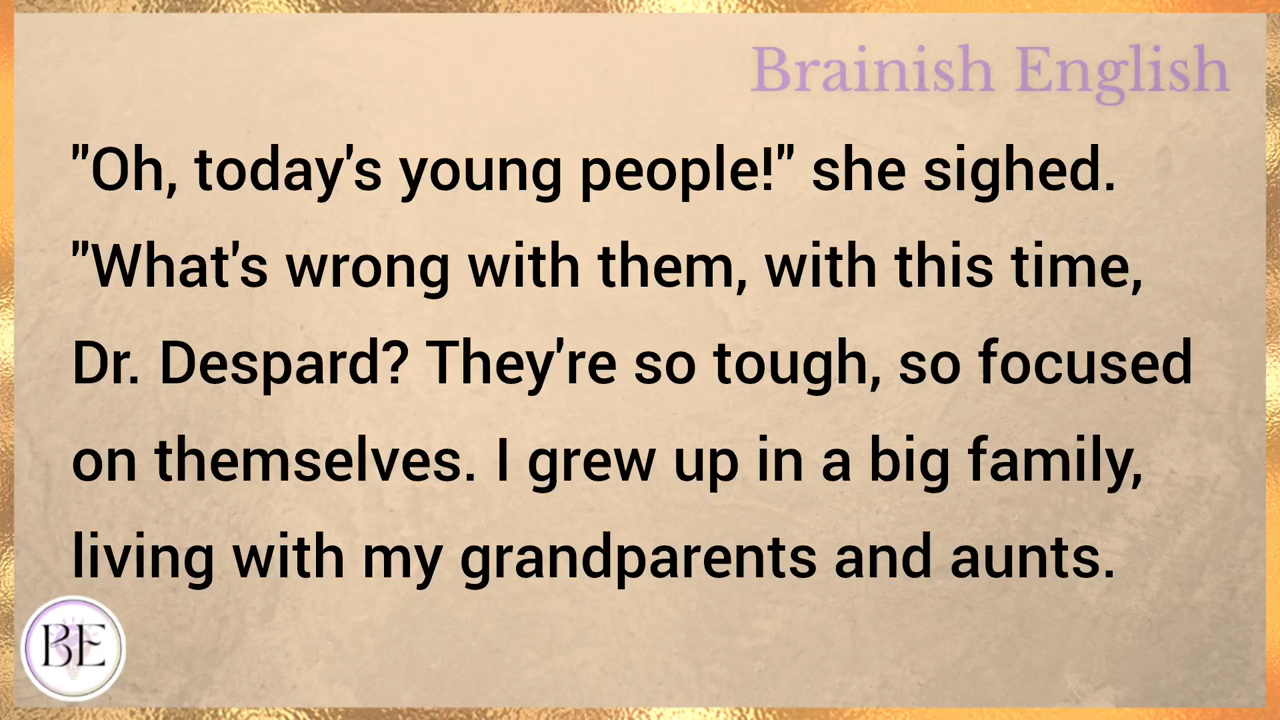 Brainish English
"Oh, today's young people!" she sighed.
"What's wrong with them, with this time,
Dr. Despard? They're so tough, so focused
on themselves. I grew up in a big family,
living with my grandparents and aunts.
BE